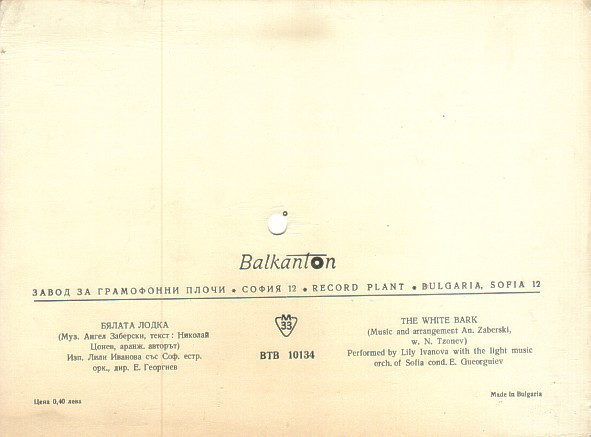 Balkanton
ЗАВОД ЗА ГРАМОФОННИ ПЛОЧИ • СОФИЯ 12 • RECORD PLANT • BULGARIA, SOFIA 12
БЯЛАТА ЛОДКА
(Муз. Ангел Заберски, текст: Николай
Цонев, аранж. авторът)
Изп. Лили Иванова със Соф. естр.
орк., дир. Е. Георгиев
М
33
ВТВ 10134
THE WHITE BARK
(Music and arrangement An. Zaberski,
w. N. Tzonev)
Performed by Lily Ivanova with the light music
orch. of Sofia cond. E. Gueorguiev
Цена 0,40 лева
Made in Bulgaria